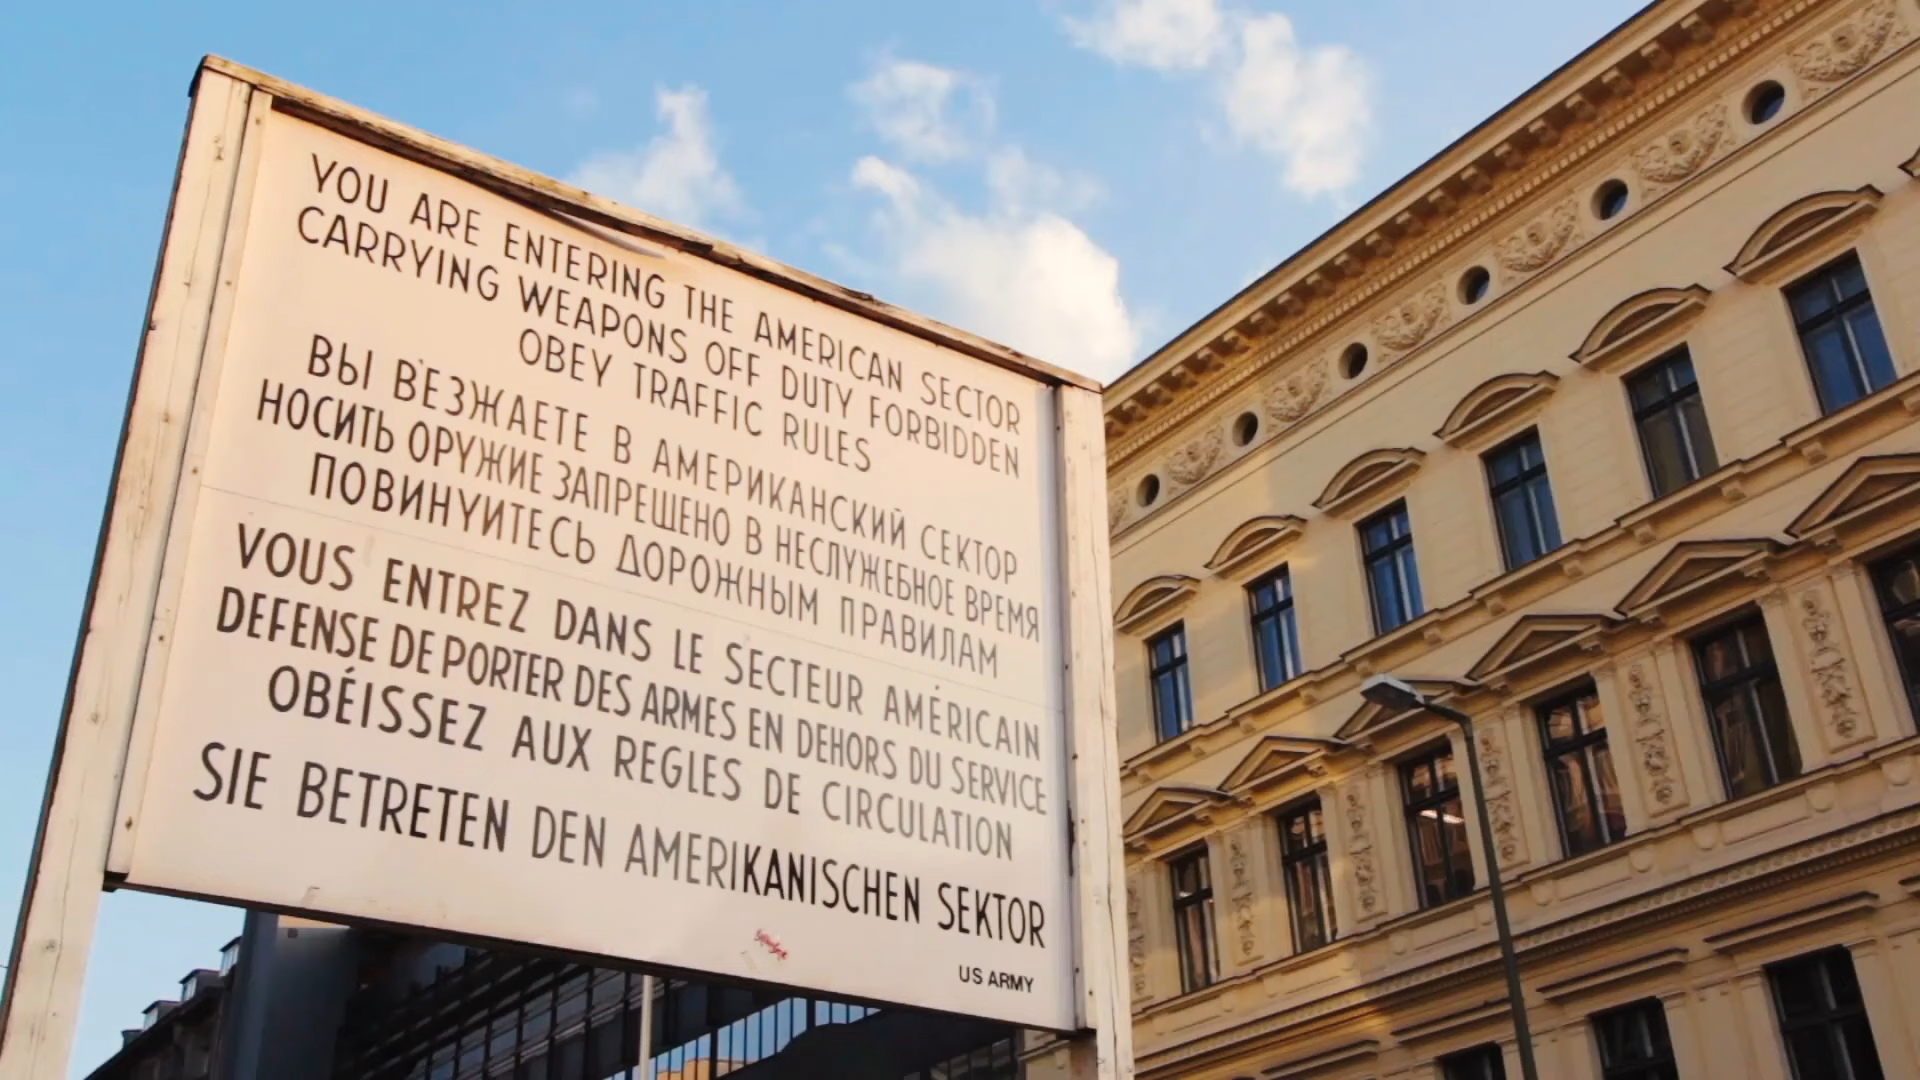 YOU ARE ENTERING THE AMERICAN SECTOR
CARRYING WEAPONS OFF DUTY FORBIDDEN
OBEY TRAFFIC RULES
ВЫ В'ЕЗЖАЕТЕ В АМЕРИКАНСКИЙ СЕКТОР
НОСИТЬ ОРУЖИЕ ЗАПРЕЩЕНО В НЕСЛУЖЕБНОЕ ВРЕМЯ
ПОВИНУИТЕСЬ ДОРОЖНЫМ ПРАВИЛАМ
VOUS ENTREZ DANS LE SECTEUR AMÉRICAIN
DEFENSE DE PORTER DES ARMES EN DEHORS DU SERVICE
OBÉISSEZ AUX REGLES DE CIRCULATION
SIE BETRETEN DEN AMERIKANISCHEN SEKTOR
US ARMY